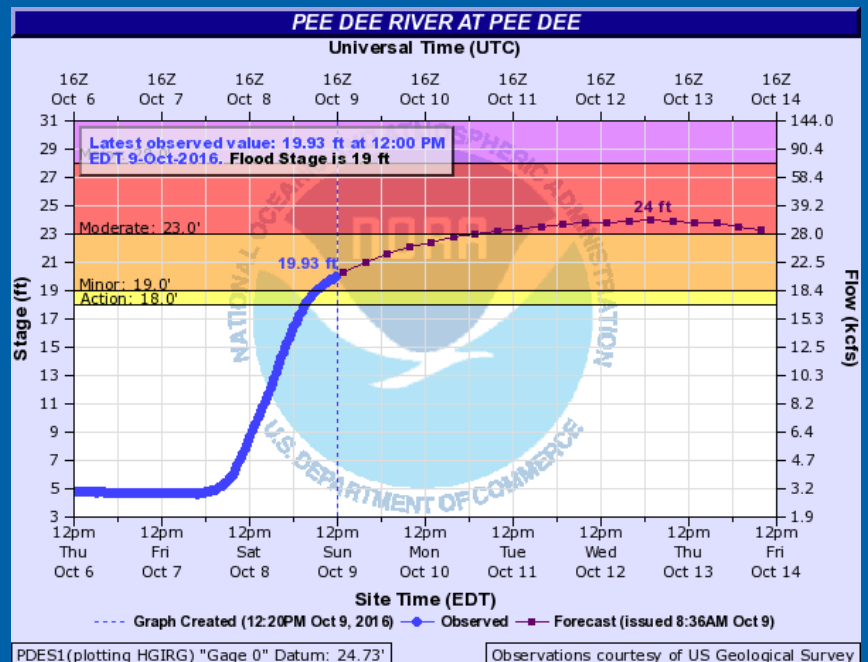 PEE DEE RIVER AT PEE DEE
Universal Time (UTC)
16Z 16Z 16Z 16Z 16Z 16Z 16Z 16Z 16Z
Oct 6 Oct 7 Oct 8 Oct 9 Oct 10 Oct 11 Oct 12 Oct 13 Oct 14
Latest observed value: 19.93 ft at 12:00 PM
EDT 9-Oct-2016. Flood Stage is 19 ft
31 144.0
29 90.4
27 58.4
25 39.2
24 ft
Moderate: 23.0'
23 28.0
19.93 ft
21 22.5
Minor: 19.0'
19 18.4
Action: 18.0'
17 15.3
15 12.5
13 10.3
11 8.2
9 6.4
7 4.7
5 3.2
3 1.9
Stage (ft)
Flow (kcfs)
NATIONAL OCEANIC AND ATMOSPHERIC ADMINISTRATION
NOAA
U.S. DEPARTMENT OF COMMERCE
12pm 12pm 12pm 12pm 12pm 12pm 12pm 12pm 12pm
Thu Fri Sat Sun Mon Tue Wed Thu Fri
Oct 6 Oct 7 Oct 8 Oct 9 Oct 10 Oct 11 Oct 12 Oct 13 Oct 14
Site Time (EDT)
Graph Created (12:20PM Oct 9, 2016) Observed Forecast (issued 8:36AM Oct 9)
PDES1(plotting HGIRG) "Gage 0" Datum: 24.73' Observations courtesy of US Geological Survey